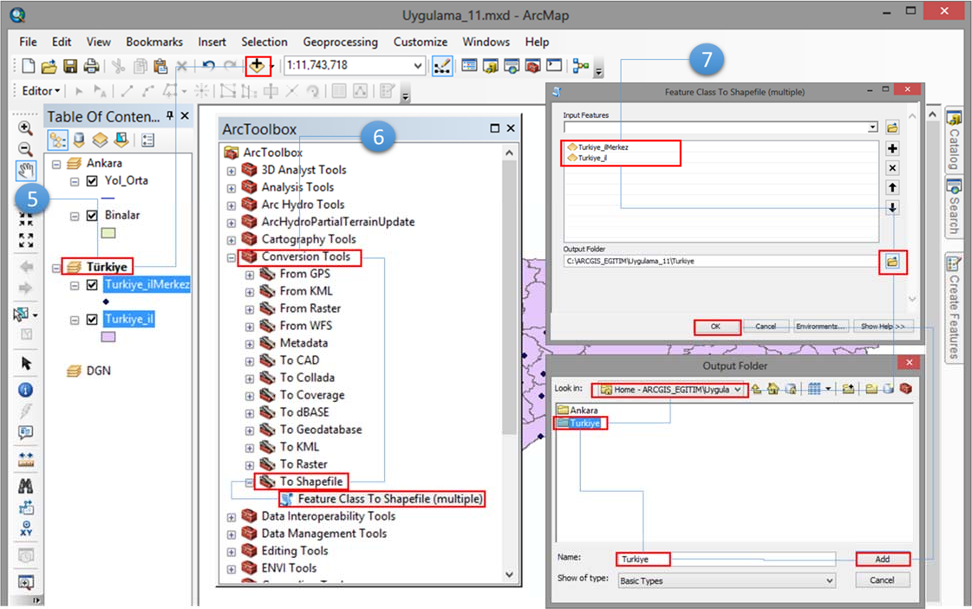 Uygulama_11.mxd - ArcMap
File Edit View Bookmarks Insert Selection Geoprocessing Customize Windows Help
1:11,743,718
Editor
Table Of Conten...
Ankara
Yol_Orta
Binalar
5
Türkiye
Turkiye_ilMerkez
Turkiye_il
DGN
ArcToolbox
6
ArcToolbox
3D Analyst Tools
Analysis Tools
Arc Hydro Tools
ArcHydroPartialTerrainUpdate
Cartography Tools
Conversion Tools
From GPS
From KML
From Raster
From WFS
Metadata
To CAD
To Collada
To Coverage
To dBASE
To Geodatabase
To KML
To Raster
To Shapefile
Feature Class To Shapefile (multiple)
Data Interoperability Tools
Data Management Tools
Editing Tools
ENVI Tools
7
Feature Class To Shapefile (multiple)
Input Features
Turkiye_ilMerkez
Turkiye_il
Output Folder
C:\ARCGIS_EGITIM\Uygulama_11\Turkiye
OK Cancel Environments... Show Help >>
Output Folder
Look in: Home - ARCGIS_EGITIM\Uygula
Ankara
Turkiye
Name: Turkiye Add
Show of type: Basic Types Cancel
Catalog
Search
Create Features
XY